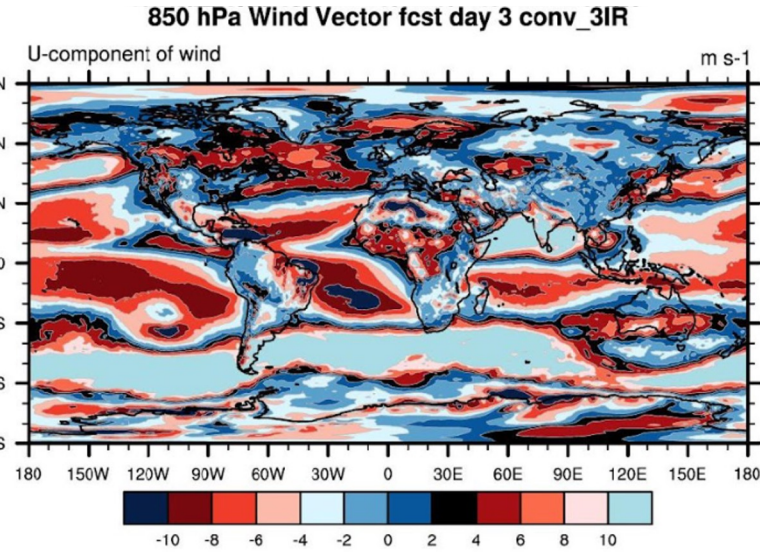 850 hPa Wind Vector fcst day 3 conv_3IR
U-component of wind
m s-1
N
N
N
0
S
S
S
180 150W 120W 90W 60W 30W 0 30E 60E 90E 120E 150E 180
-10 -8 -6 -4 -2 0 2 4 6 8 10